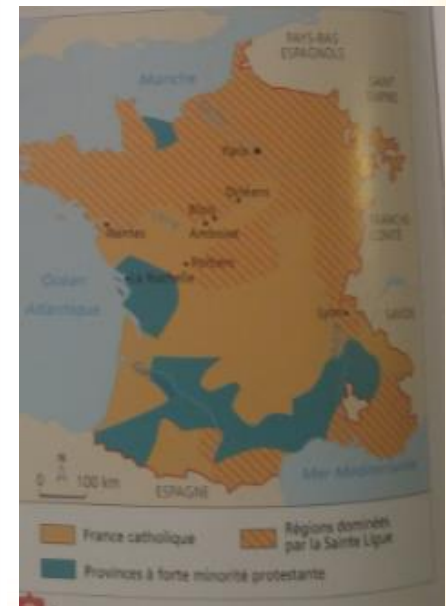 PAYS-BAS
ESPAGNOLS
Manche
SAINT
Paris
Orléans
Blois
Amboise
Nantes
FRANCHE
COMTÉ
Poitiers
La Rochelle
Océan
Atlantique
Lyon
SAVOIE
Mer Méditerranée
N
0 100 km
ESPAGNE
France catholique
Régions dominées
par la Sainte Ligue
Provinces à forte minorité protestante